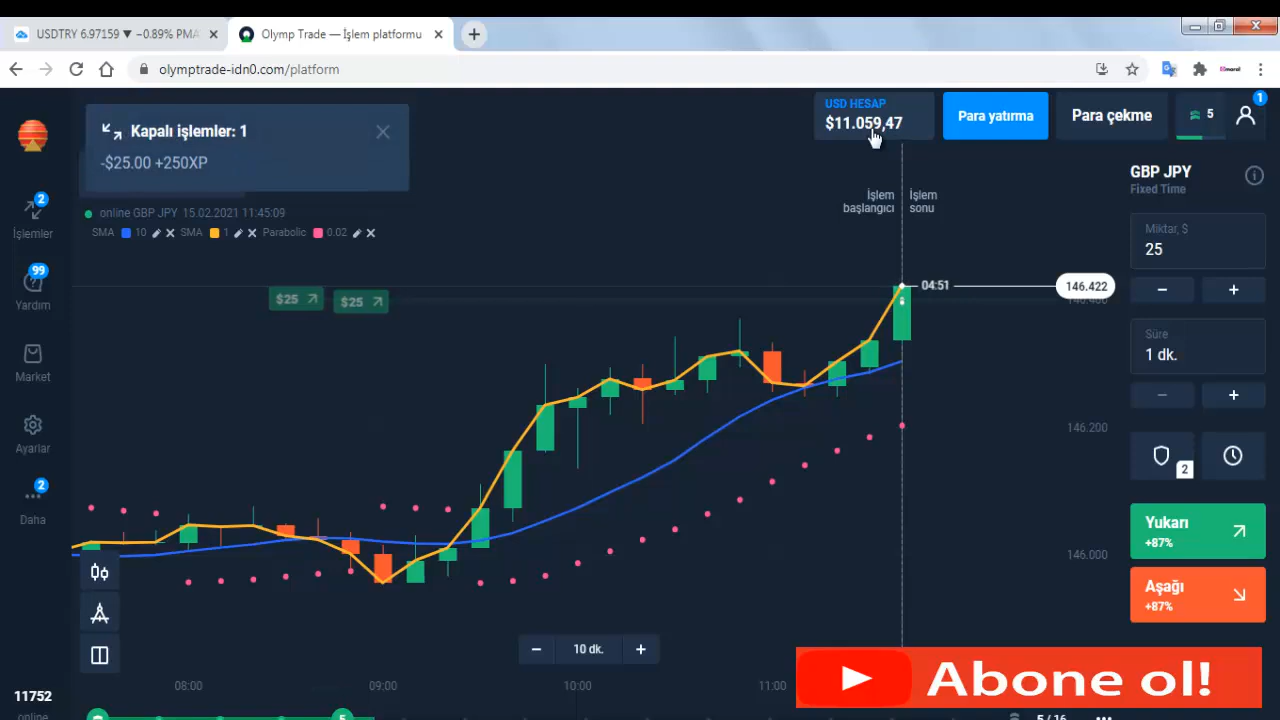 USDTRY 6.97159 ▼ −0.89% PMA
Olymp Trade — İşlem platformu
olymptrade-idn0.com/platform
Kapalı işlemler: 1
-$25.00 +250XP
USD HESAP
$11.059,47
Para yatırma
Para çekme
5
1
online GBP JPY 15.02.2021 11:45:09
SMA 10 SMA 1 Parabolic 0.02
2
İşlemler
99
Yardım
Market
Ayarlar
2
Daha
11752
online
İşlem
başlangıcı
İşlem
sonu
$25
$25
04:51
146.422
146.200
146.000
10 dk.
08:00
09:00
10:00
11:00
5
GBP JPY
Fixed Time
Miktar, $
25
− +
Süre
1 dk.
− +
2
Yukarı
+87%
Aşağı
+87%
Abone ol!
5 / 16